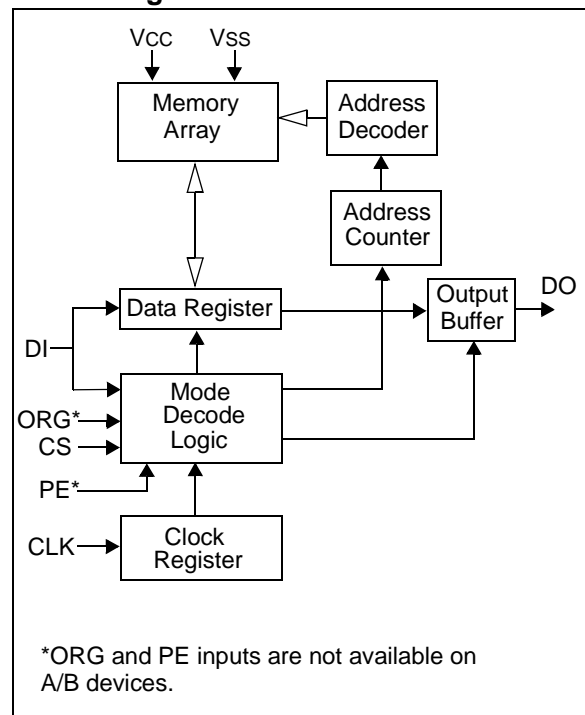 VCC VSS
Memory
Array
Address
Decoder
Address
Counter
Data Register
Output
Buffer
DO
DI
Mode
Decode
Logic
ORG*
CS
PE*
CLK
Clock
Register
*ORG and PE inputs are not available on
A/B devices.